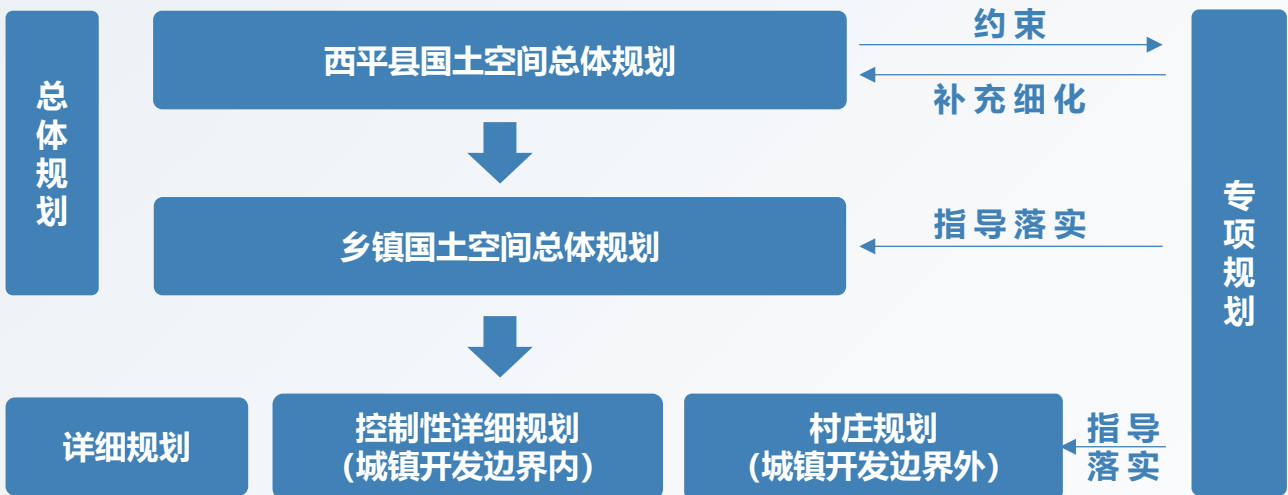 总体规划
西平县国土空间总体规划
约束
补充细化
专项规划
乡镇国土空间总体规划
指导落实
详细规划
控制性详细规划
（城镇开发边界内）
村庄规划
（城镇开发边界外）
指导
落实